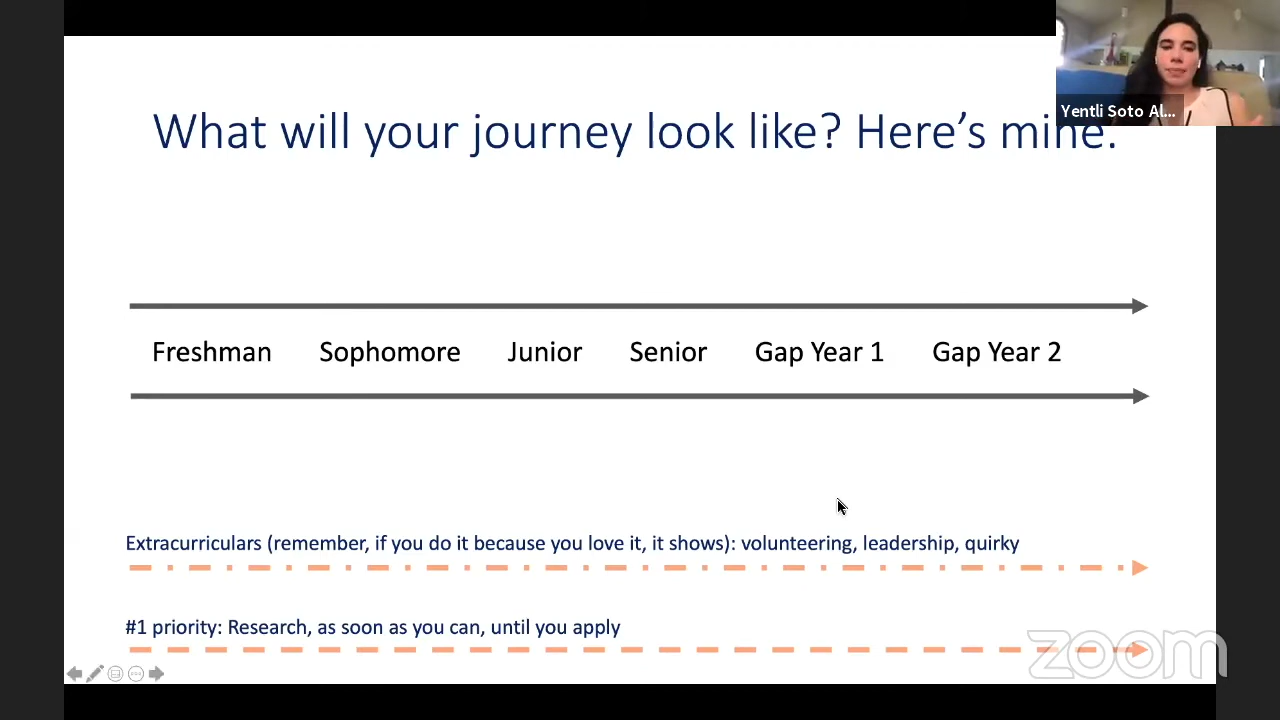 Yentli Soto Al...
What will your journey look like? Here's mine.
Freshman Sophomore Junior Senior Gap Year 1 Gap Year 2
Extracurriculars (remember, if you do it because you love it, it shows): volunteering, leadership, quirky
#1 priority: Research, as soon as you can, until you apply
zoom